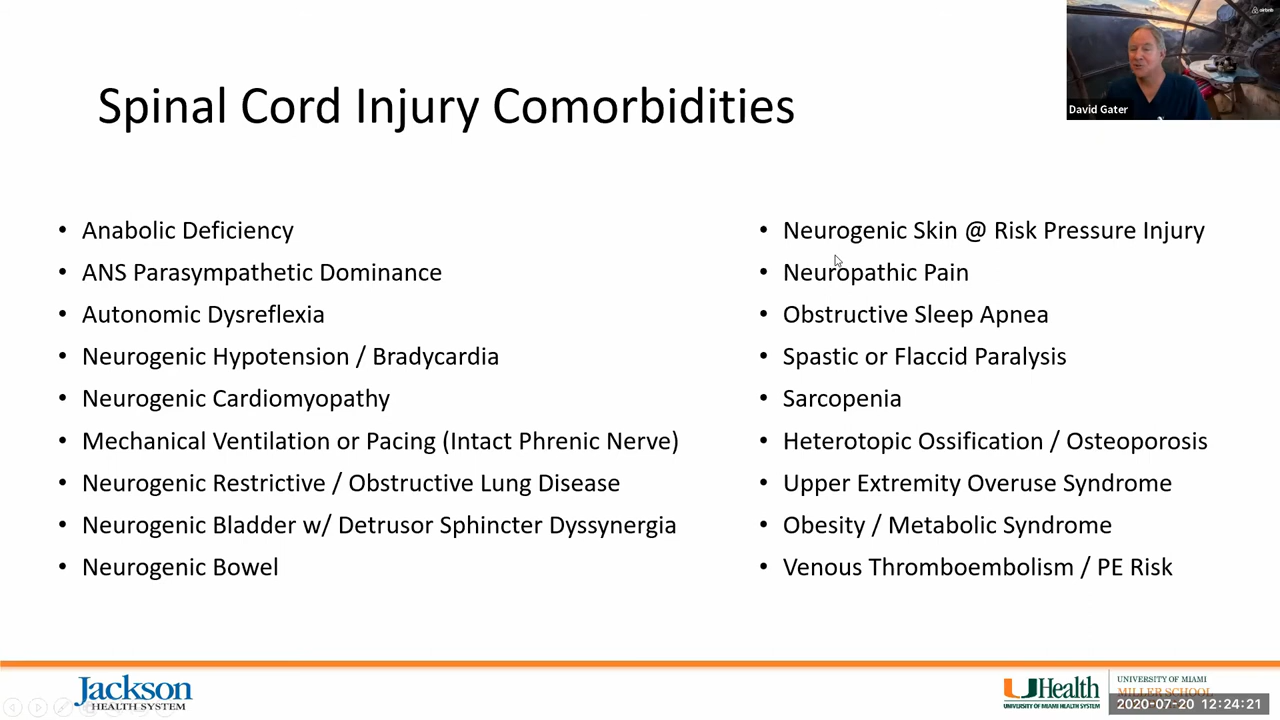 airbnb
David Gater
Spinal Cord Injury Comorbidities
• Anabolic Deficiency
• ANS Parasympathetic Dominance
• Autonomic Dysreflexia
• Neurogenic Hypotension / Bradycardia
• Neurogenic Cardiomyopathy
• Mechanical Ventilation or Pacing (Intact Phrenic Nerve)
• Neurogenic Restrictive / Obstructive Lung Disease
• Neurogenic Bladder w/ Detrusor Sphincter Dyssynergia
• Neurogenic Bowel
• Neurogenic Skin @ Risk Pressure Injury
• Neuropathic Pain
• Obstructive Sleep Apnea
• Spastic or Flaccid Paralysis
• Sarcopenia
• Heterotopic Ossification / Osteoporosis
• Upper Extremity Overuse Syndrome
• Obesity / Metabolic Syndrome
• Venous Thromboembolism / PE Risk
Jackson
HEALTH SYSTEM
UHealth
UNIVERSITY OF MIAMI HEALTH SYSTEM
UNIVERSITY OF MIAMI
MILLER SCHOOL
2020-07-20 12:24:21